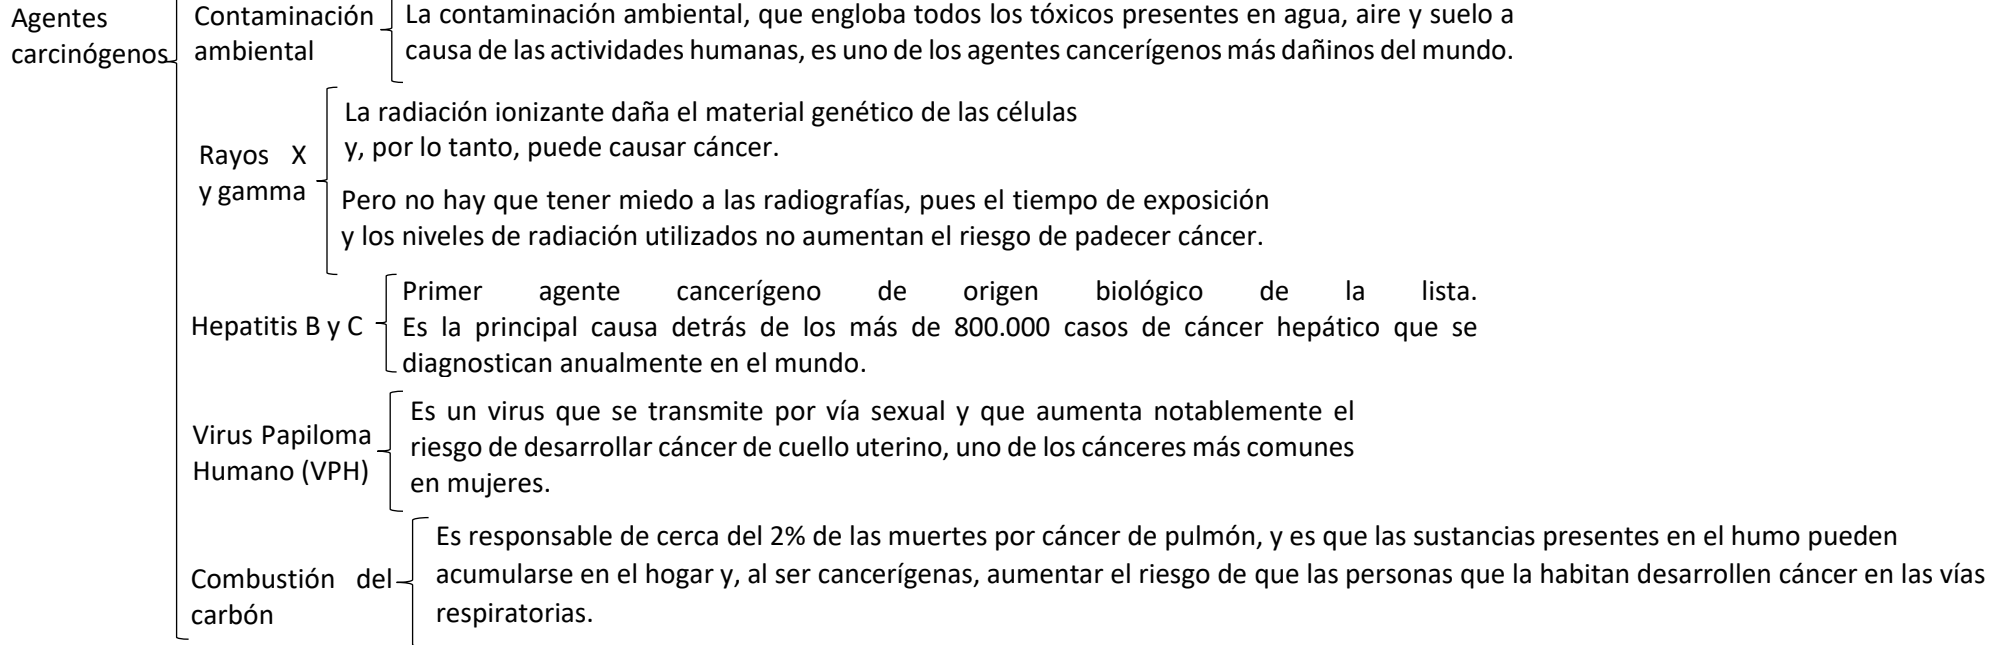 Agentes
carcinógenos
Contaminación
ambiental
La contaminación ambiental, que engloba todos los tóxicos presentes en agua, aire y suelo a
causa de las actividades humanas, es uno de los agentes cancerígenos más dañinos del mundo.
Rayos X
y gamma
La radiación ionizante daña el material genético de las células
y, por lo tanto, puede causar cáncer.
Pero no hay que tener miedo a las radiografías, pues el tiempo de exposición
y los niveles de radiación utilizados no aumentan el riesgo de padecer cáncer.
Hepatitis B y C
Primer agente cancerígeno de origen biológico de la lista.
Es la principal causa detrás de los más de 800.000 casos de cáncer hepático que se
diagnostican anualmente en el mundo.
Virus Papiloma
Humano (VPH)
Es un virus que se transmite por vía sexual y que aumenta notablemente el
riesgo de desarrollar cáncer de cuello uterino, uno de los cánceres más comunes
en mujeres.
Combustión del
carbón
Es responsable de cerca del 2% de las muertes por cáncer de pulmón, y es que las sustancias presentes en el humo pueden
acumularse en el hogar y, al ser cancerígenas, aumentar el riesgo de que las personas que la habitan desarrollen cáncer en las vías
respiratorias.